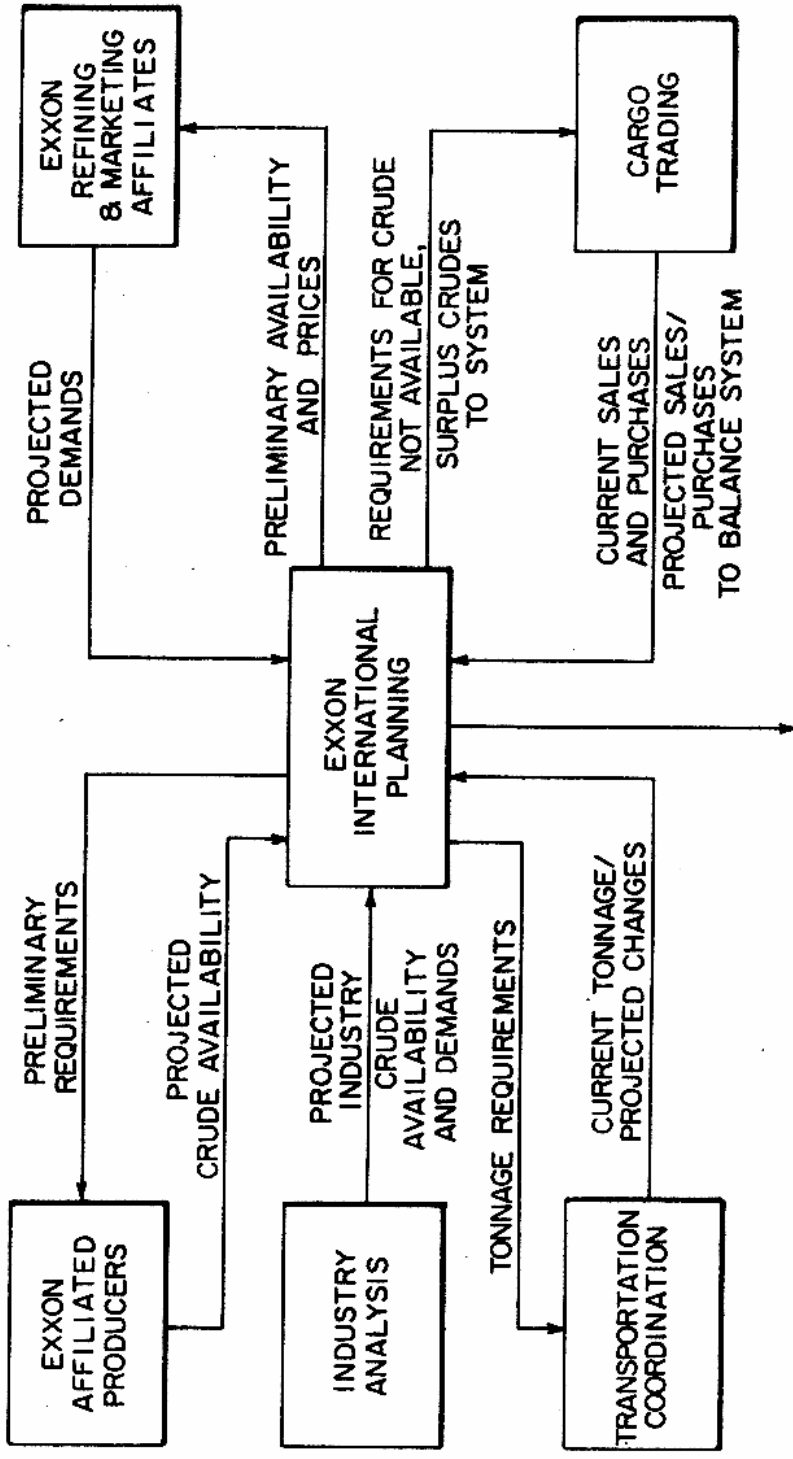 EXXON
AFFILIATED
PRODUCERS
PRELIMINARY
REQUIREMENTS
PROJECTED
CRUDE AVAILABILITY
PROJECTED
DEMANDS
EXXON
REFINING
& MARKETING
AFFILIATES
PRELIMINARY AVAILABILITY
AND PRICES
INDUSTRY
ANALYSIS
PROJECTED
INDUSTRY
CRUDE
AVAILABILITY
AND DEMANDS
EXXON
INTERNATIONAL
PLANNING
REQUIREMENTS FOR CRUDE
NOT AVAILABLE,
SURPLUS CRUDES
TO SYSTEM
TONNAGE REQUIREMENTS
TRANSPORTATION
COORDINATION
CURRENT TONNAGE/
PROJECTED CHANGES
CURRENT SALES
AND PURCHASES
PROJECTED SALES/
PURCHASES
TO BALANCE SYSTEM
CARGO
TRADING